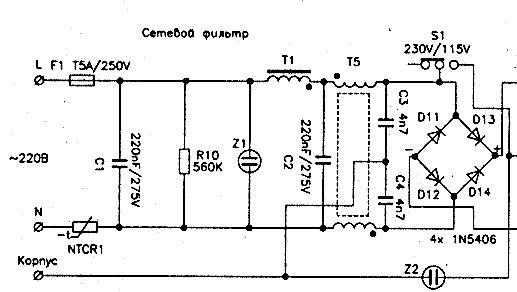 Сетевой фильтр
S1
230V/115V
L F1 T5A/250V
T1
T5
C1
220nF/275V
R10
560K
Z1
C2
220nF/275V
C3 4n7
C4 4n7
D11
D13
D12
D14
~220В
-
+
N
-t
NTCR1
4x 1N5406
Корпус
Z2